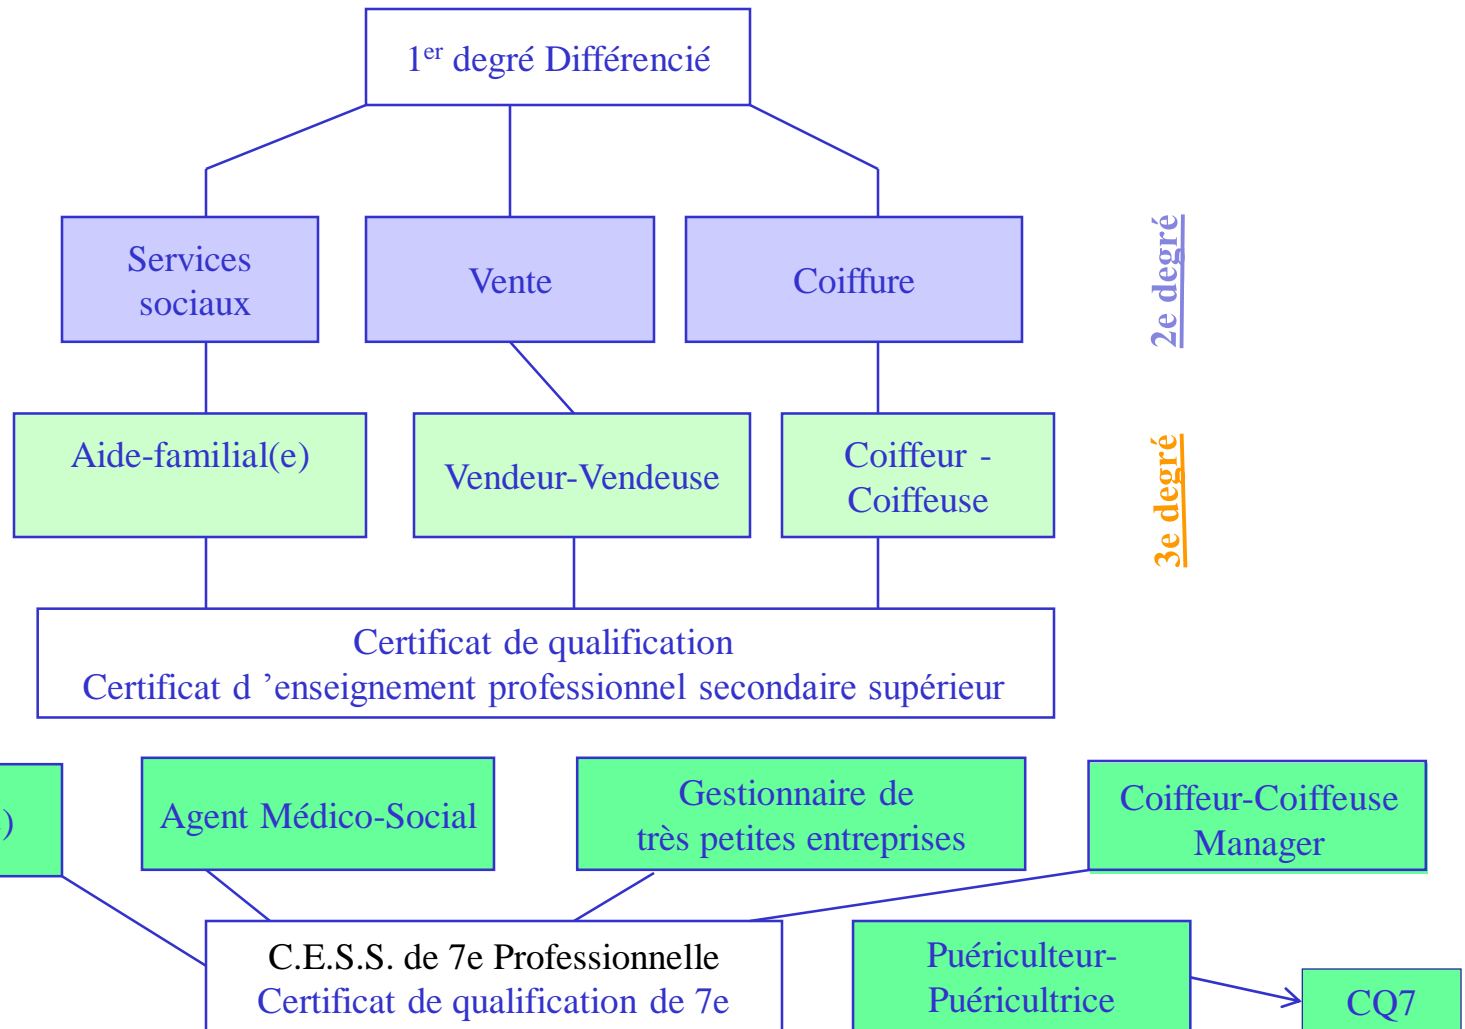 1er degré Différencié
Services
sociaux
Vente
Coiffure
2e degré
Aide-familial(e)
Vendeur-Vendeuse
Coiffeur -
Coiffeuse
3e degré
Certificat de qualification
Certificat d ’enseignement professionnel secondaire supérieur
)
Agent Médico-Social
Gestionnaire de
très petites entreprises
Coiffeur-Coiffeuse
Manager
C.E.S.S. de 7e Professionnelle
Certificat de qualification de 7e
Puériculteur-
Puéricultrice
CQ7